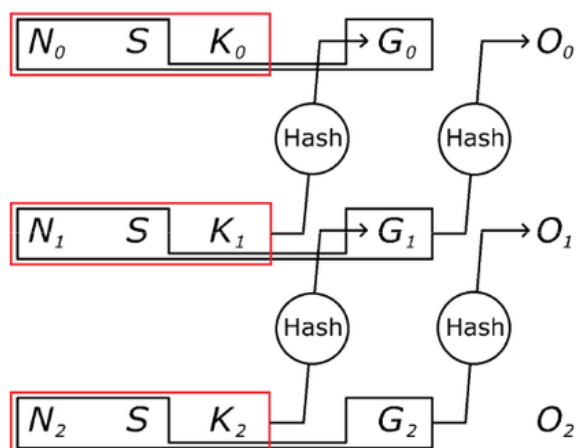 N₀ S K₀ G₀ O₀
Hash Hash
N₁ S K₁ G₁ O₁
Hash Hash
N₂ S K₂ G₂ O₂